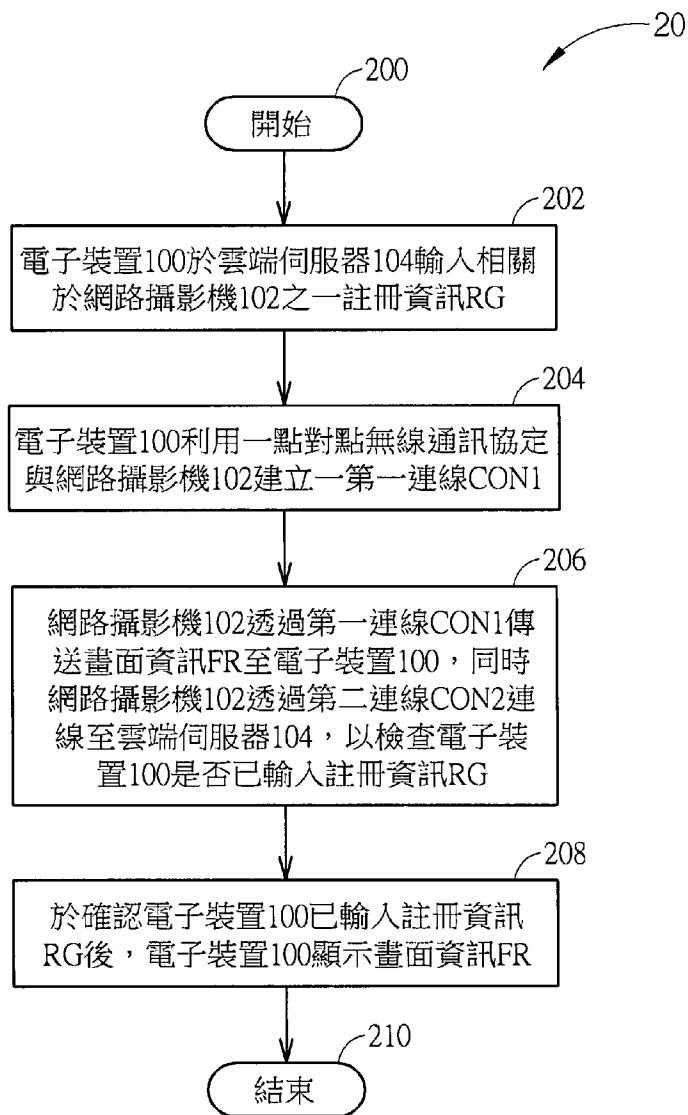 20
200
開始
202
電子裝置100於雲端伺服器104輸入相關
於網路攝影機102之一註冊資訊RG
204
電子裝置100利用一點對點無線通訊協定
與網路攝影機102建立一第一連線CON1
206
網路攝影機102透過第一連線CON1傳
送畫面資訊FR至電子裝置100，同時
網路攝影機102透過第二連線CON2連
線至雲端伺服器104，以檢查電子裝
置100是否已輸入註冊資訊RG
208
於確認電子裝置100已輸入註冊資訊
RG後，電子裝置100顯示畫面資訊FR
210
結束